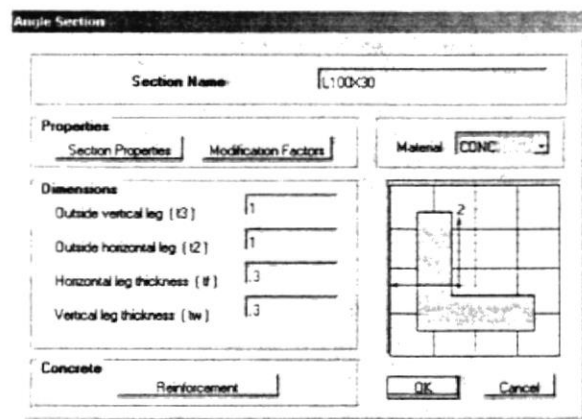 Angle Section
Section Name L100X30
Properties
Section Properties Modification Factors
Material CONC
Dimensions
Outside vertical leg ( t3 ) 1
Outside horizontal leg ( t2 ) 1
Horizontal leg thickness ( tf ) .3
Vertical leg thickness ( tw ) .3
2
Concrete
Reinforcement
OK Cancel